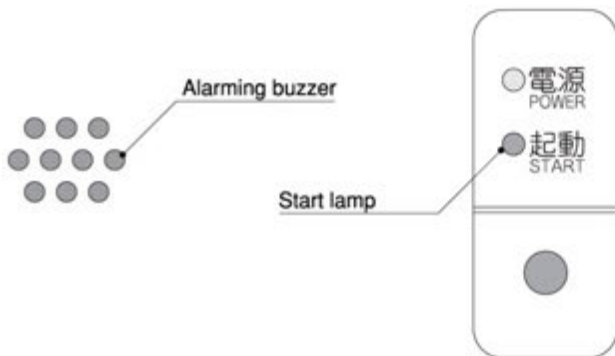 Alarming buzzer
電源
POWER
起動
START
Start lamp